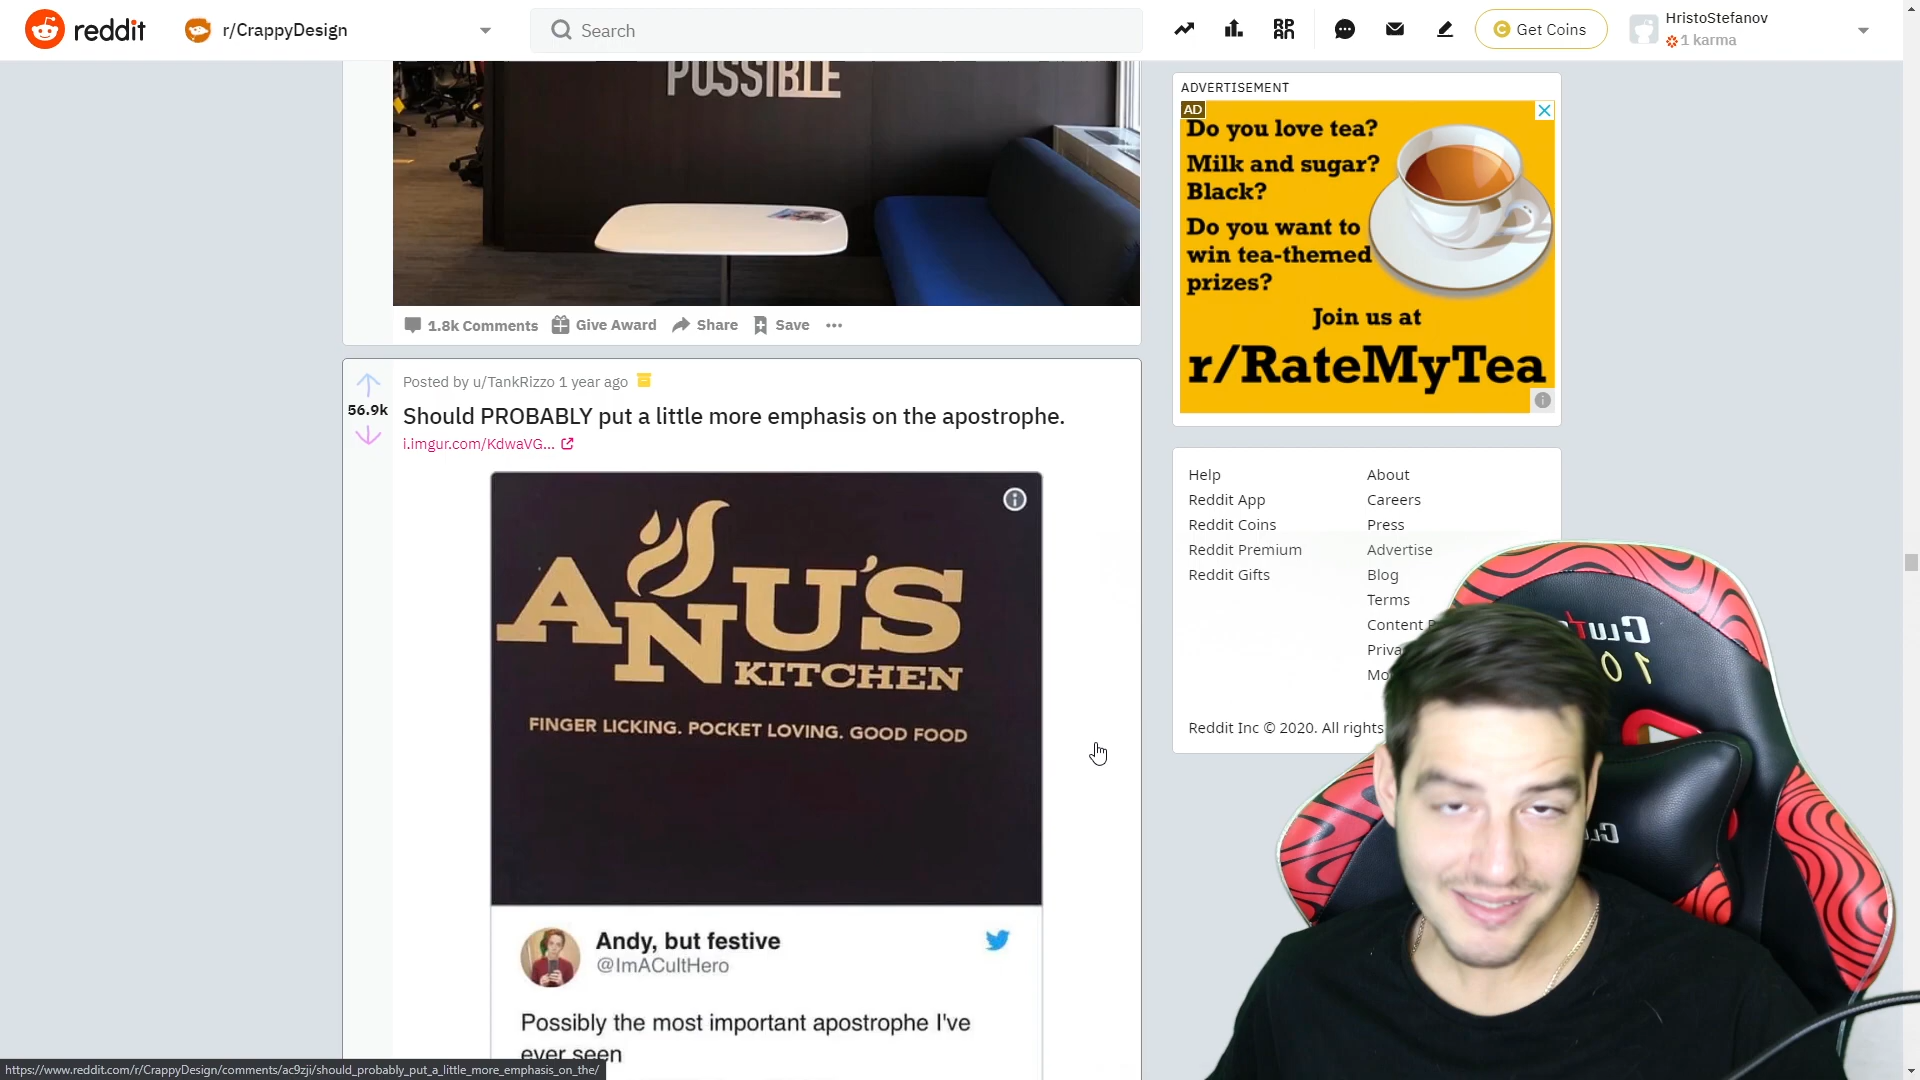 reddit
r/CrappyDesign
Search
Get Coins
HristoStefanov
1 karma
POSSIBLE
1.8k Comments
Give Award
Share
Save
Posted by u/TankRizzo 1 year ago
56.9k
Should PROBABLY put a little more emphasis on the apostrophe.
i.imgur.com/KdwaVG...
ANU'S
KITCHEN
FINGER LICKING. POCKET LOVING. GOOD FOOD
Andy, but festive
@ImACultHero
Possibly the most important apostrophe I've
ever seen
ADVERTISEMENT
AD
Do you love tea?
Milk and sugar?
Black?
Do you want to
win tea-themed
prizes?
Join us at
r/RateMyTea
Help
Reddit App
Reddit Coins
Reddit Premium
Reddit Gifts
About
Careers
Press
Advertise
Blog
Terms
Content
Reddit Inc © 2020. All rights
https://www.reddit.com/r/CrappyDesign/comments/ac9zji/should_probably_put_a_little_more_emphasis_on_the/